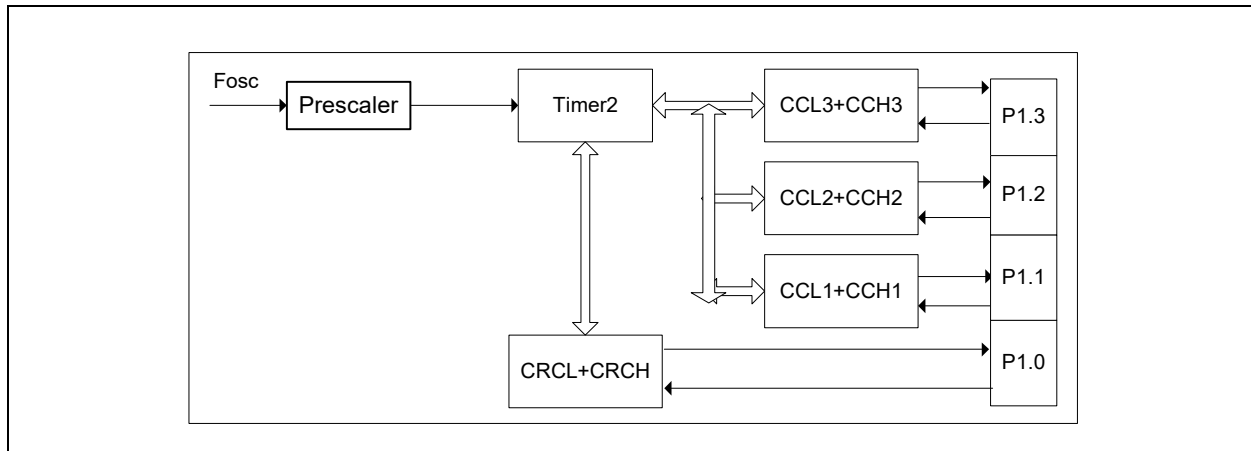 Fosc
Prescaler
Timer2
CCL3+CCH3
P1.3
CCL2+CCH2
P1.2
CCL1+CCH1
P1.1
CRCL+CRCH
P1.0